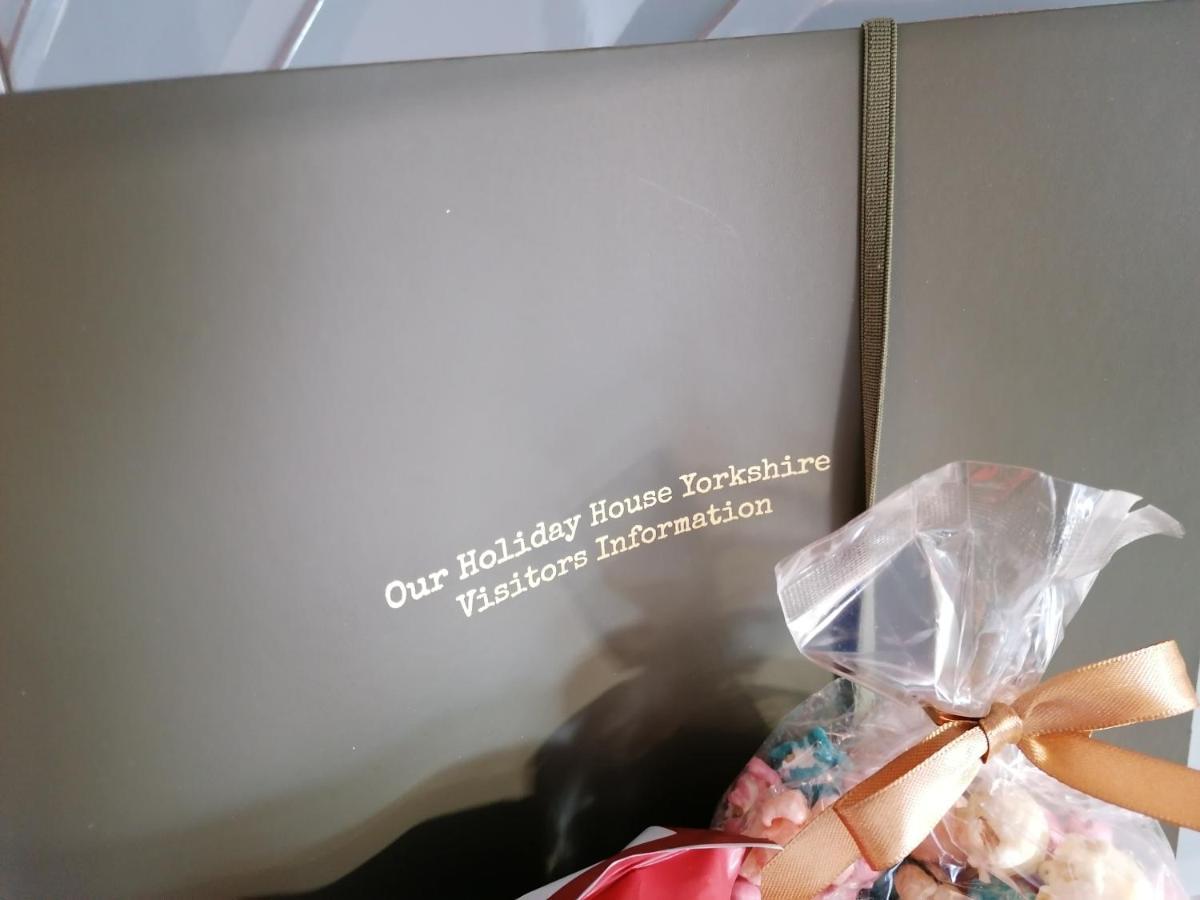 Our Holiday House Yorkshire
Visitors Information